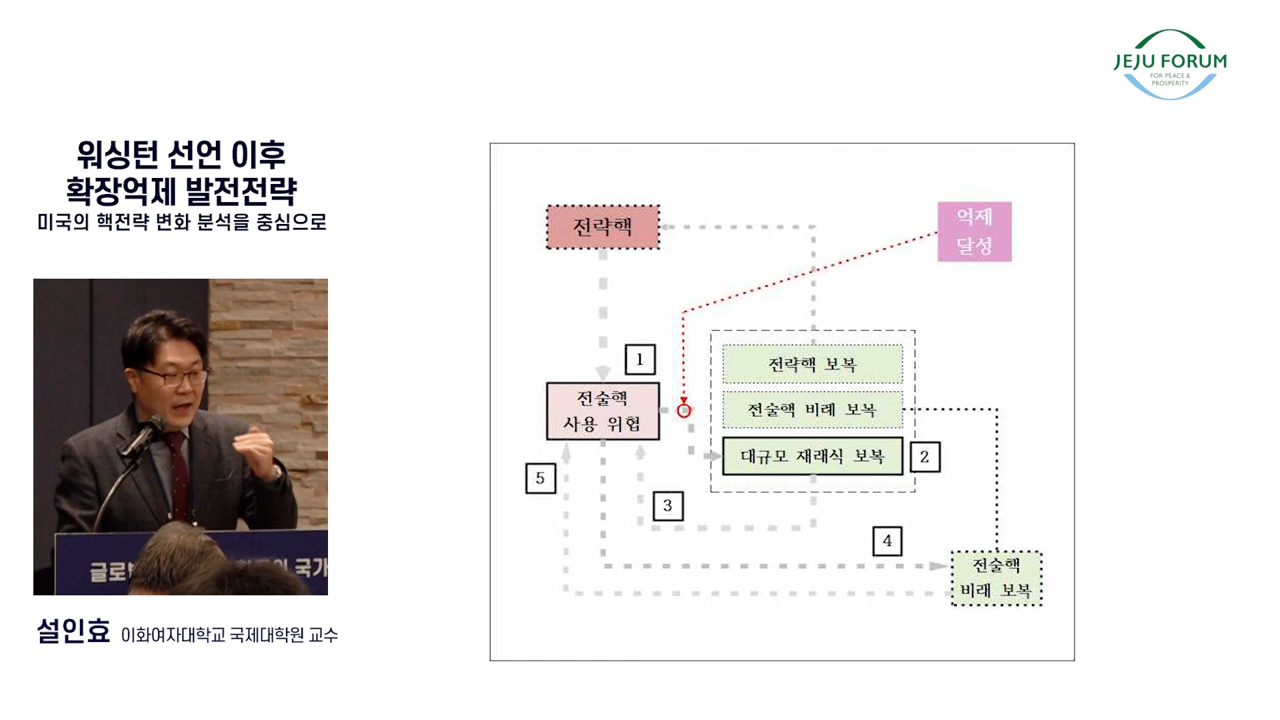 JEJU FORUM
FOR PEACE &
PROSPERITY
워싱턴 선언 이후
확장억제 발전전략
미국의 핵전략 변화 분석을 중심으로
글로
국가
설인효 이화여자대학교 국제대학원 교수
전략핵
억제
달성
1
전략핵 보복
전술핵
사용 위협
전술핵 비례 보복
대규모 재래식 보복
2
5
3
4
전술핵
비래 보복